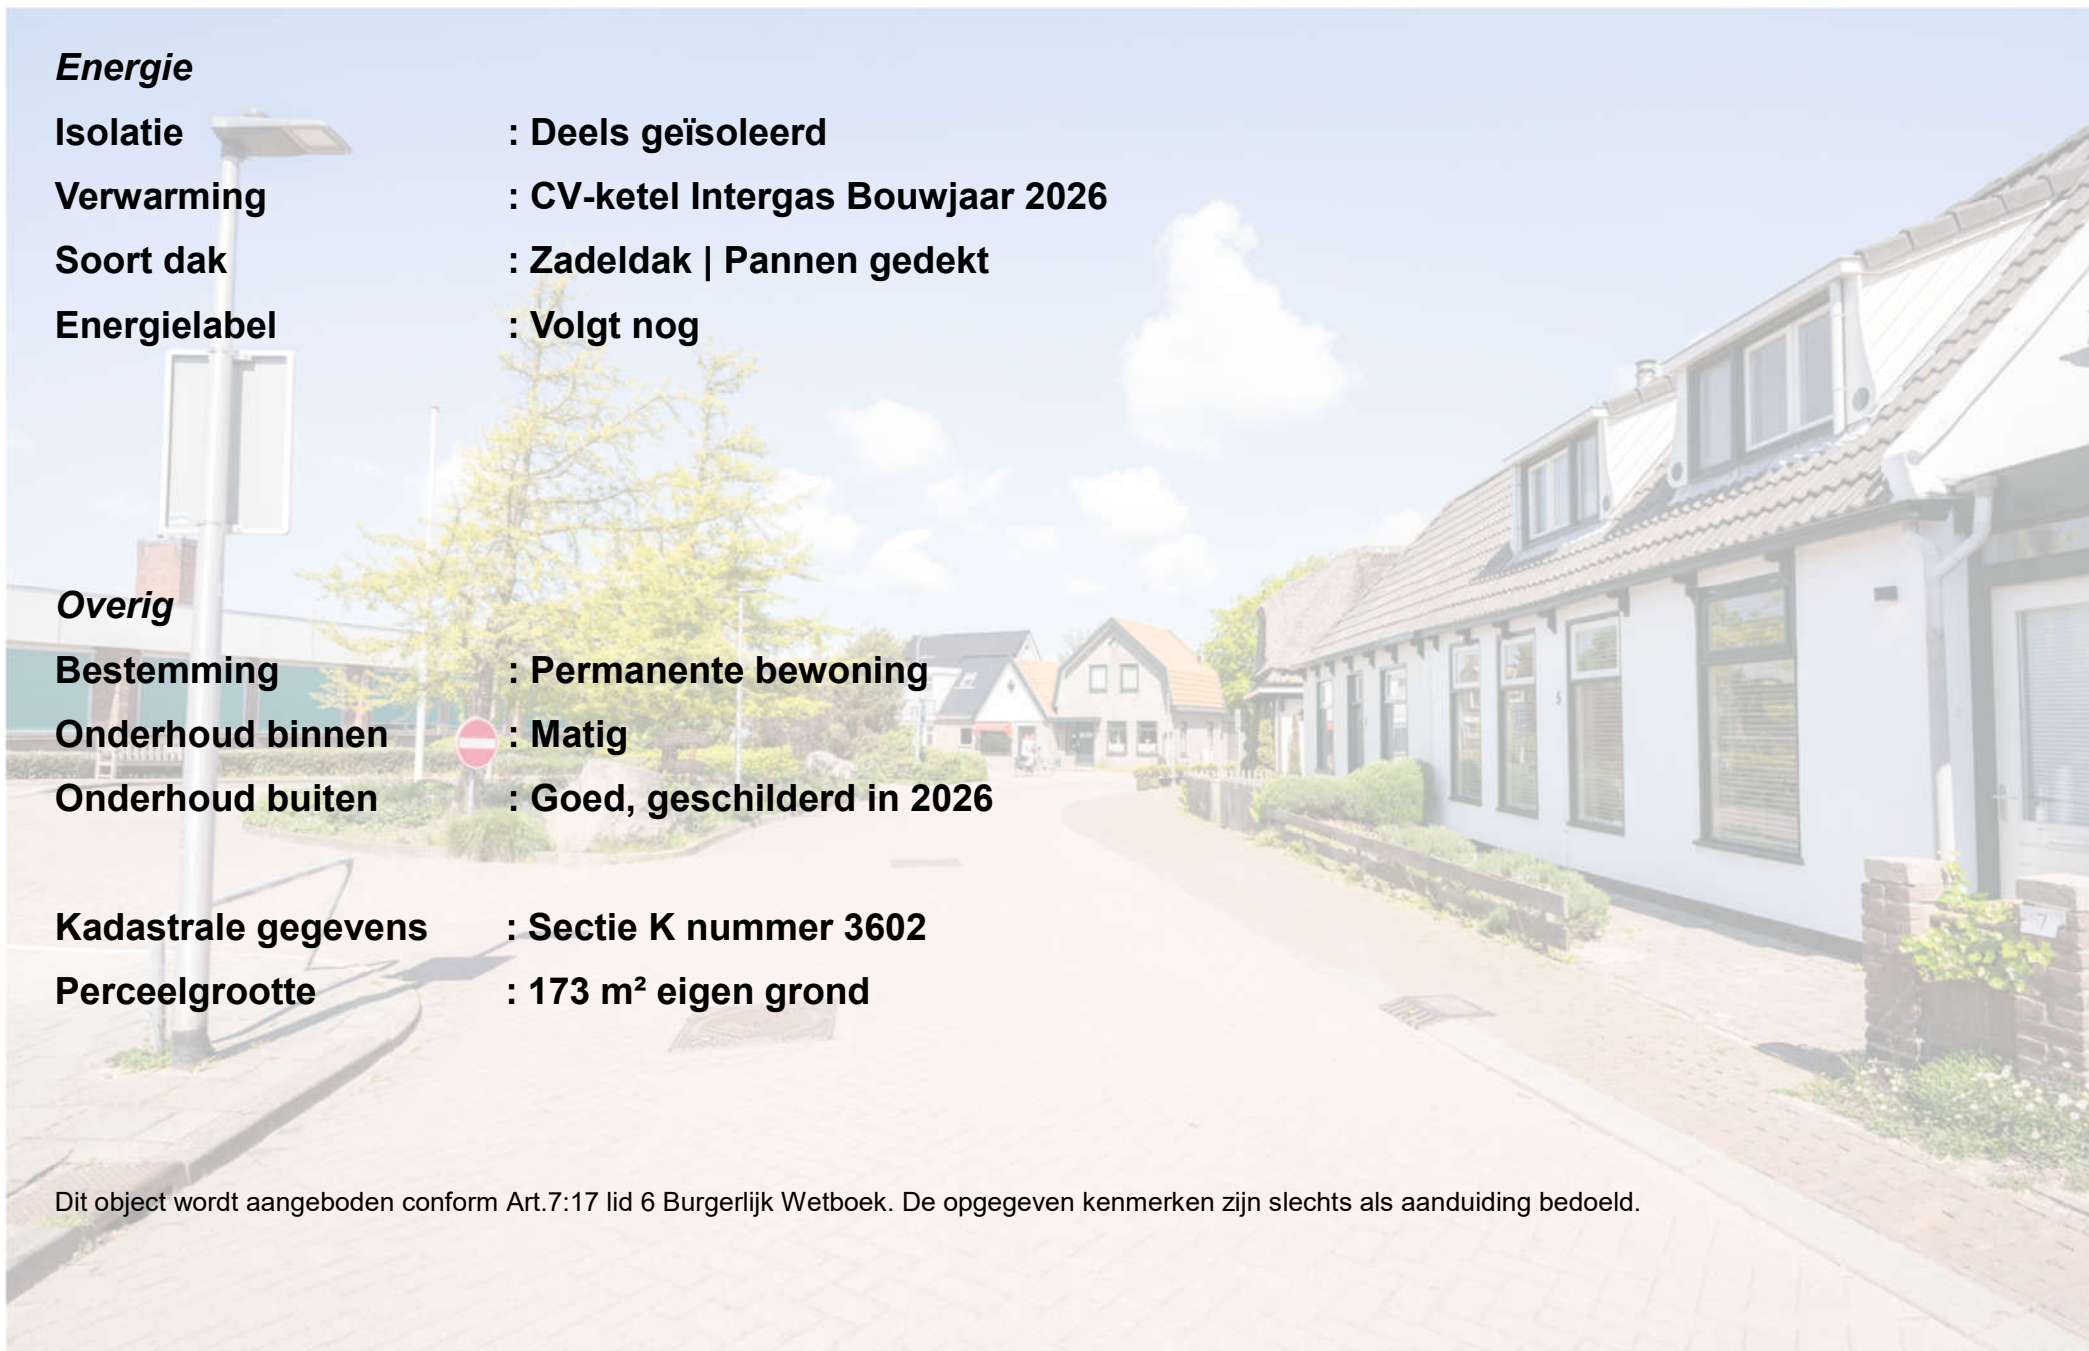 Energie
Isolatie : Deels geïsoleerd
Verwarming : CV-ketel Intergas Bouwjaar 2026
Soort dak : Zadeldak | Pannen gedekt
Energielabel : Volgt nog
Overig
Bestemming : Permanente bewoning
Onderhoud binnen : Matig
Onderhoud buiten : Goed, geschilderd in 2026
Kadastrale gegevens : Sectie K nummer 3602
Perceelgrootte : 173 m² eigen grond
5
7
Dit object wordt aangeboden conform Art.7:17 lid 6 Burgerlijk Wetboek. De opgegeven kenmerken zijn slechts als aanduiding bedoeld.